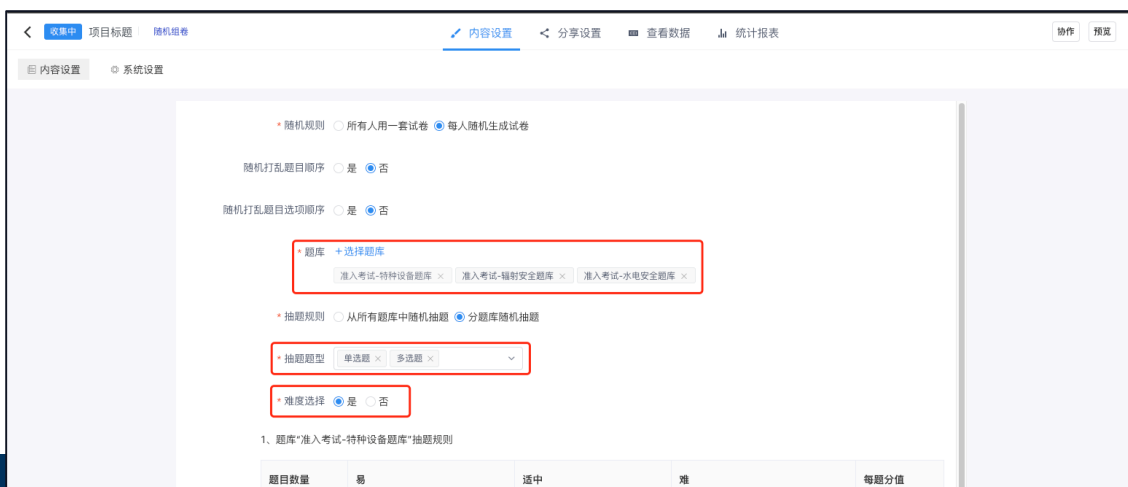 收集中 项目标题 随机组卷 内容设置 分享设置 查看数据 统计报表 协作 预览
内容设置 系统设置
* 随机规则 所有人用一套试卷 每人随机生成试卷
随机打乱题目顺序 是 否
随机打乱题目选项顺序 是 否
* 题库 +选择题库
准入考试-特种设备题库 × 准入考试-辐射安全题库 × 准入考试-水电安全题库 ×
* 抽题规则 从所有题库中随机抽题 分题库随机抽题
* 抽题题型 单选题 × 多选题 ×
* 难度选择 是 否
1、题库“准入考试-特种设备题库”抽题规则
题目数量 易 适中 难 每题分值